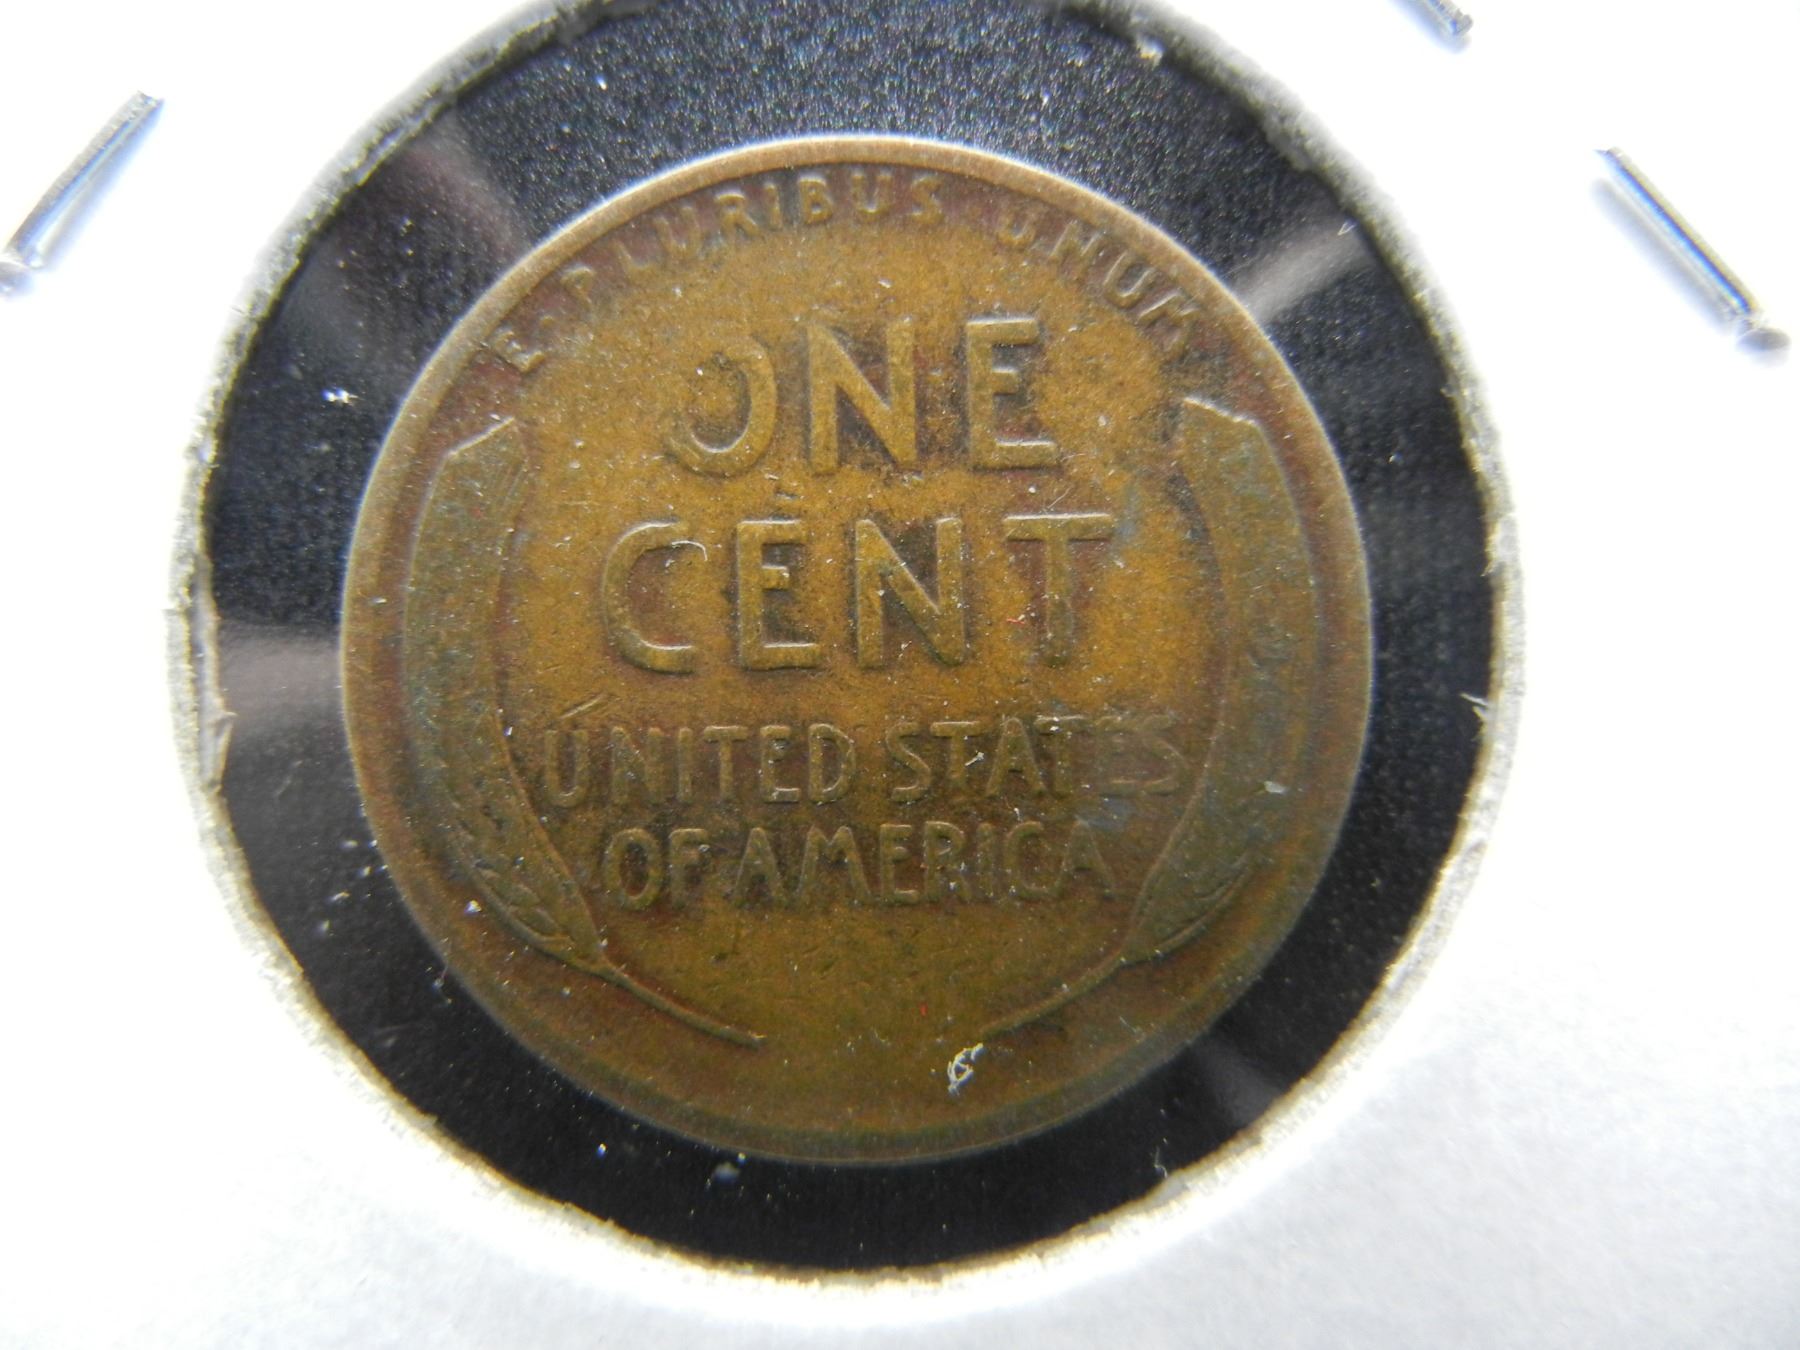 E · PLURIBUS · UNUM
ONE
CENT
UNITED STATES
OF AMERICA